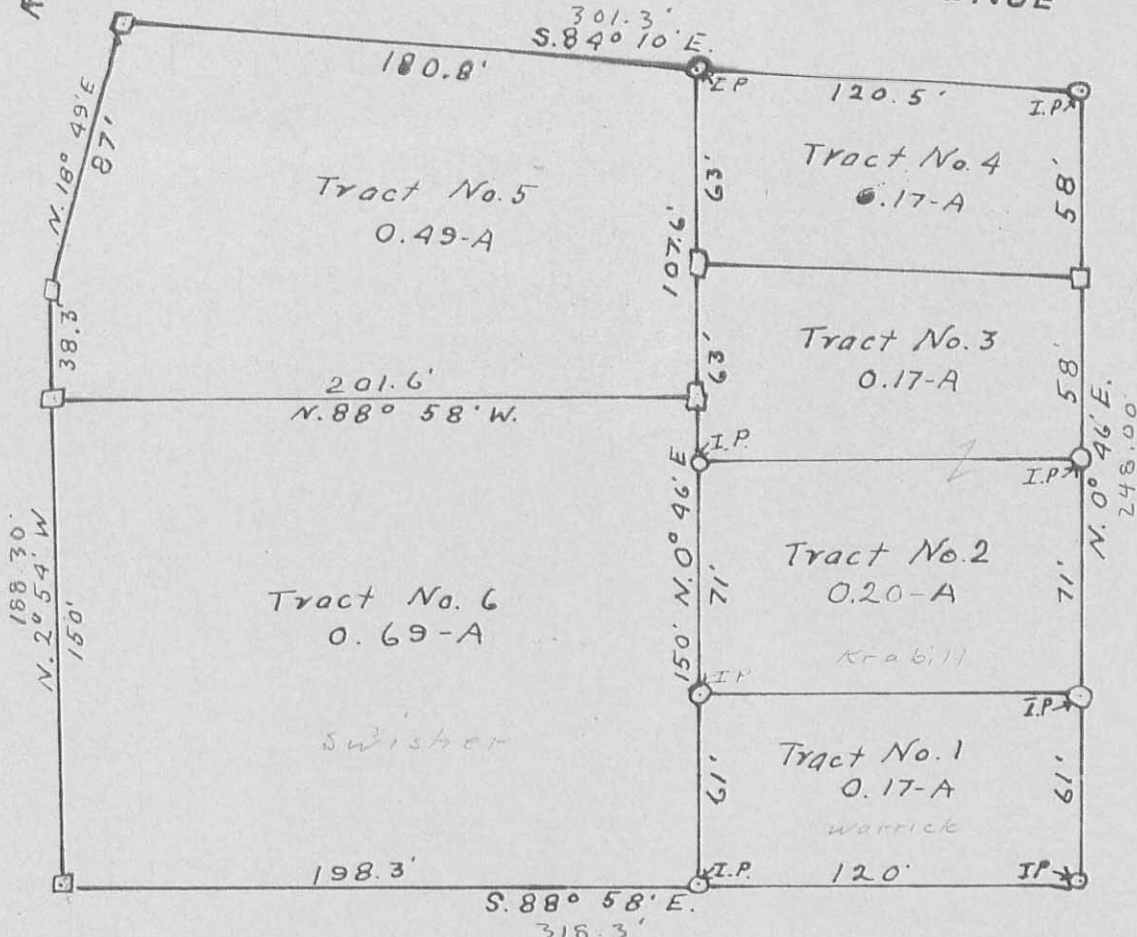 301.3'
S.84° 10' E.
180.8'
I.P
120.5'
I.P.
N.18° 49' E
87'
Tract No.5
0.49-A
63'
107.6'
Tract No.4
0.17-A
58'
38.3'
63'
Tract No.3
0.17-A
58'
201.6'
N.88° 58' W.
I.P.
I.P.
N. 0° 46' E.
248.00'
188.30'
N. 2° 54' W
150'
Tract No. 6
0.69-A
Swisher
150' N.0° 46' E
71'
Tract No.2
0.20-A
Krabill
71'
I.P
I.P.
61'
Tract No.1
0.17-A
Warrick
61'
198.3'
I.P.
120'
IP
S.88° 58' E.
318.3'